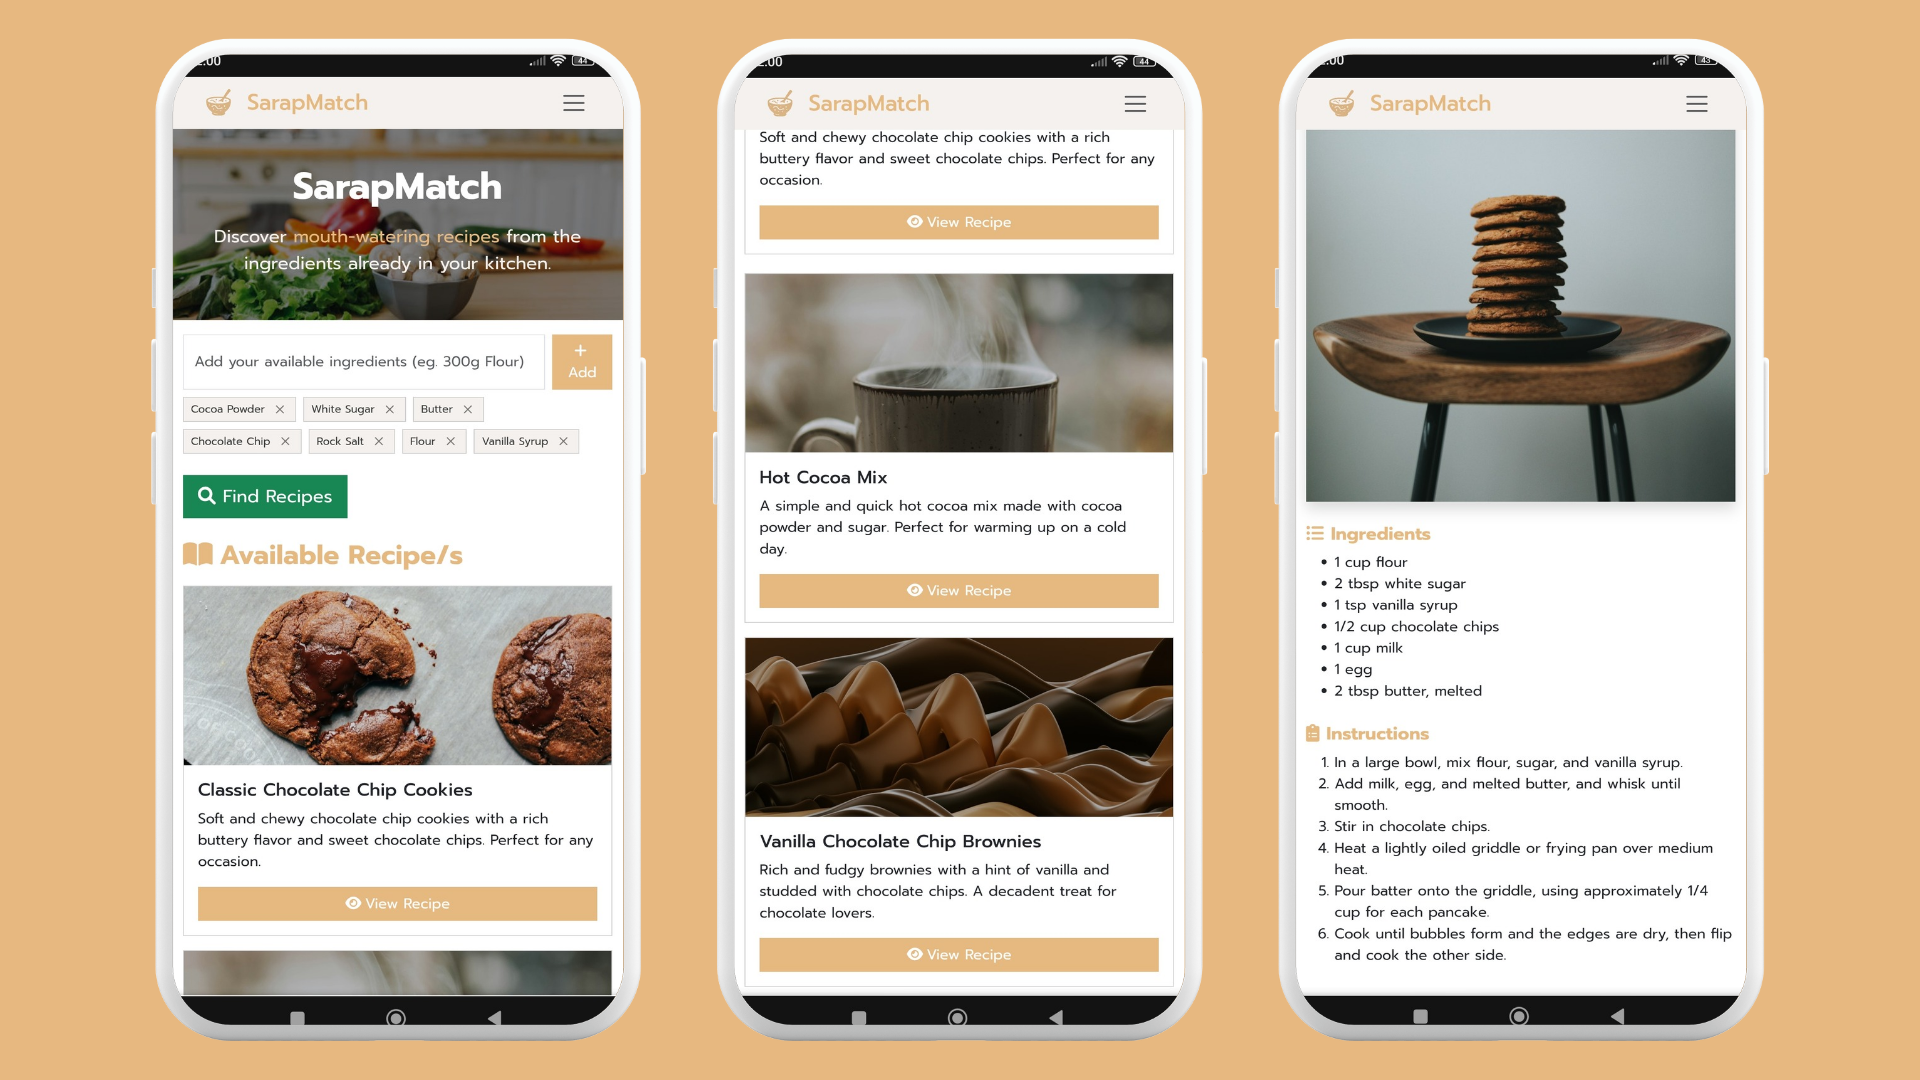 :00
44
SarapMatch
SarapMatch
Discover mouth-watering recipes from the
ingredients already in your kitchen.
Add your available ingredients (eg. 300g Flour)
+
Add
Cocoa Powder ×
White Sugar ×
Butter ×
Chocolate Chip ×
Rock Salt ×
Flour ×
Vanilla Syrup ×
Find Recipes
Available Recipe/s
Classic Chocolate Chip Cookies
Soft and chewy chocolate chip cookies with a rich
buttery flavor and sweet chocolate chips. Perfect for any
occasion.
View Recipe
:00
44
SarapMatch
Soft and chewy chocolate chip cookies with a rich
buttery flavor and sweet chocolate chips. Perfect for any
occasion.
View Recipe
Hot Cocoa Mix
A simple and quick hot cocoa mix made with cocoa
powder and sugar. Perfect for warming up on a cold
day.
View Recipe
Vanilla Chocolate Chip Brownies
Rich and fudgy brownies with a hint of vanilla and
studded with chocolate chips. A decadent treat for
chocolate lovers.
View Recipe
:00
43
SarapMatch
Ingredients
• 1 cup flour
• 2 tbsp white sugar
• 1 tsp vanilla syrup
• 1/2 cup chocolate chips
• 1 cup milk
• 1 egg
• 2 tbsp butter, melted
Instructions
1. In a large bowl, mix flour, sugar, and vanilla syrup.
2. Add milk, egg, and melted butter, and whisk until
smooth.
3. Stir in chocolate chips.
4. Heat a lightly oiled griddle or frying pan over medium
heat.
5. Pour batter onto the griddle, using approximately 1/4
cup for each pancake.
6. Cook until bubbles form and the edges are dry, then flip
and cook the other side.